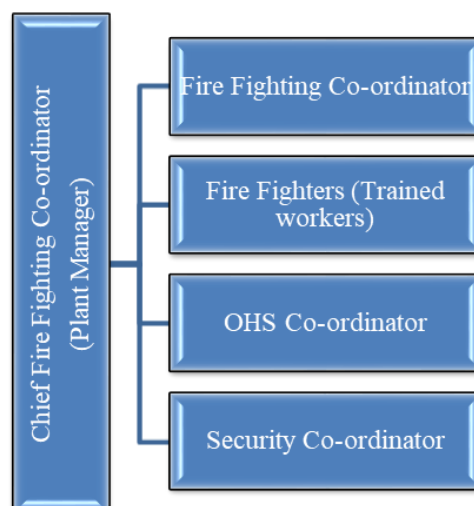 Chief Fire Fighting Co-ordinator
(Plant Manager)
Fire Fighting Co-ordinator
Fire Fighters (Trained
workers)
OHS Co-ordinator
Security Co-ordinator